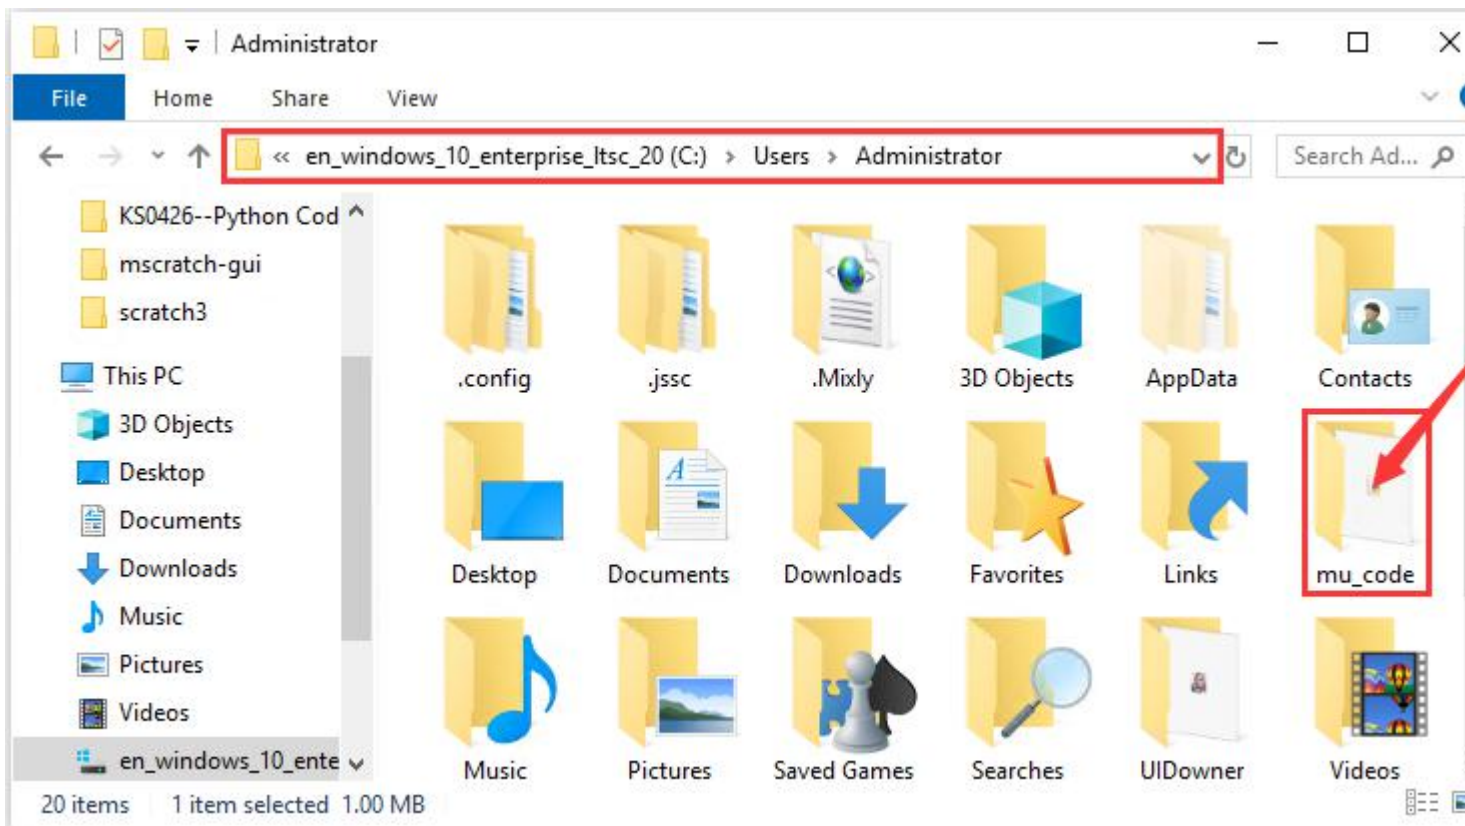 Administrator
File Home Share View
« en_windows_10_enterprise_ltsc_20 (C:) > Users > Administrator
Search Ad...
KS0426--Python Cod
mscratch-gui
scratch3
This PC
3D Objects
Desktop
Documents
Downloads
Music
Pictures
Videos
en_windows_10_ente
.config .jssc .Mixly 3D Objects AppData Contacts
Desktop Documents Downloads Favorites Links mu_code
Music Pictures Saved Games Searches UIDowner Videos
20 items 1 item selected 1.00 MB